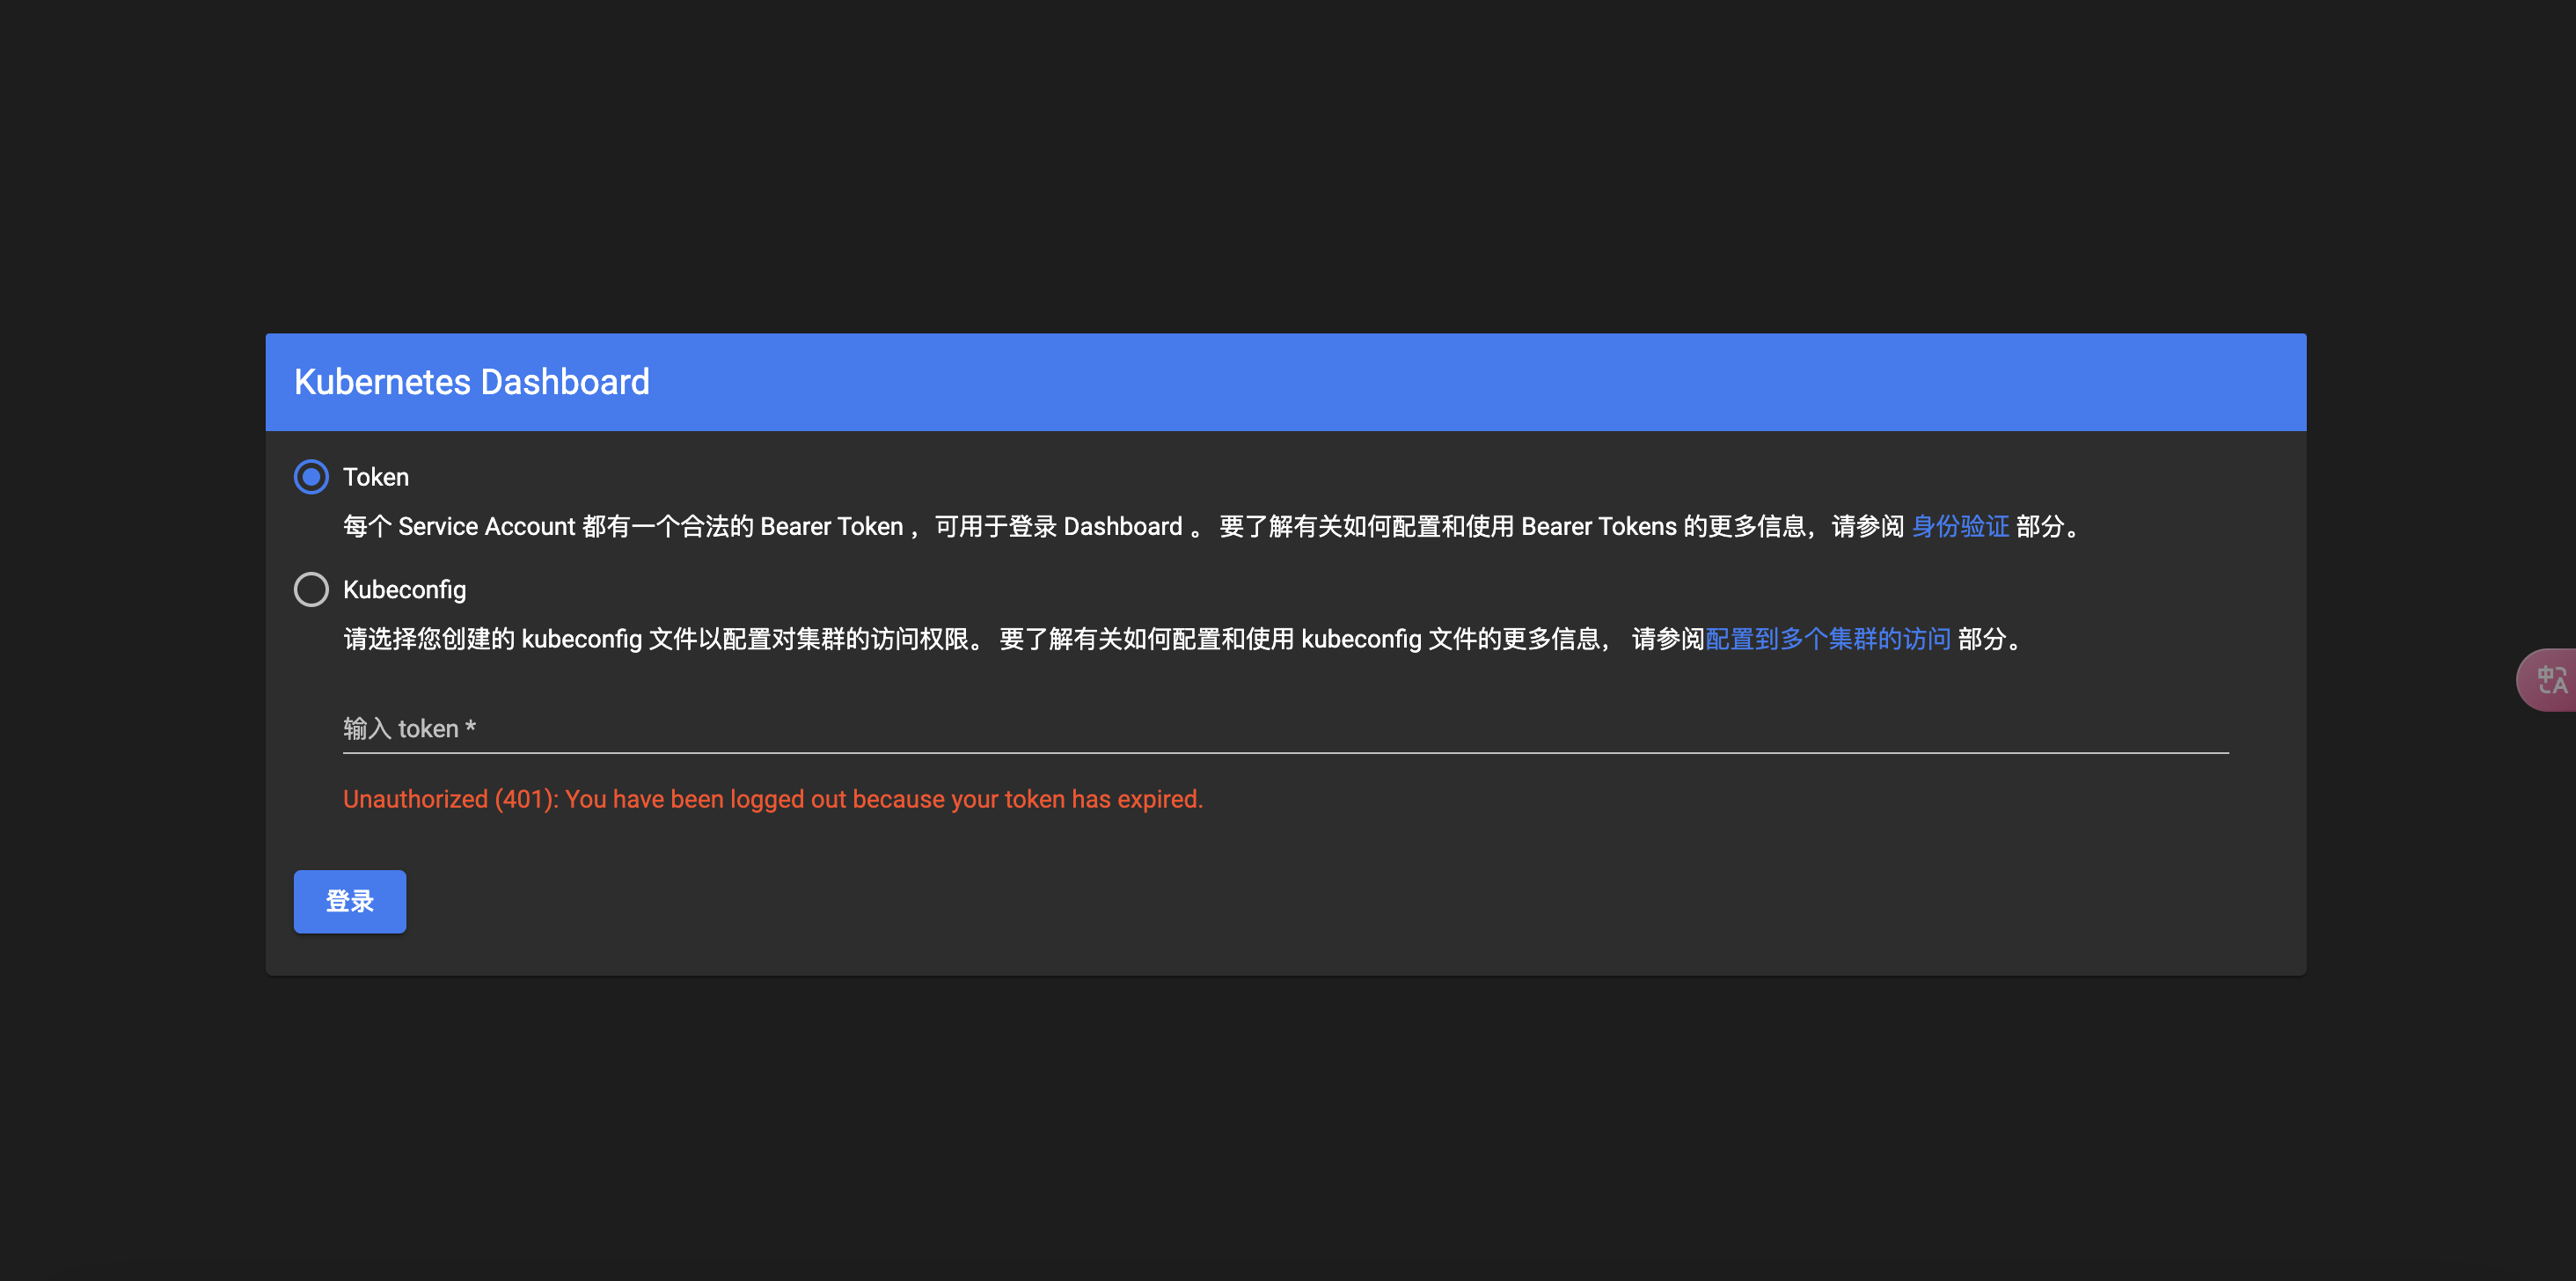 Kubernetes Dashboard
Token
每个 Service Account 都有一个合法的 Bearer Token ，可用于登录 Dashboard 。 要了解有关如何配置和使用 Bearer Tokens 的更多信息，请参阅 身份验证 部分。
Kubeconfig
请选择您创建的 kubeconfig 文件以配置对集群的访问权限。 要了解有关如何配置和使用 kubeconfig 文件的更多信息， 请参阅配置到多个集群的访问 部分。
输入 token *
Unauthorized (401): You have been logged out because your token has expired.
登录